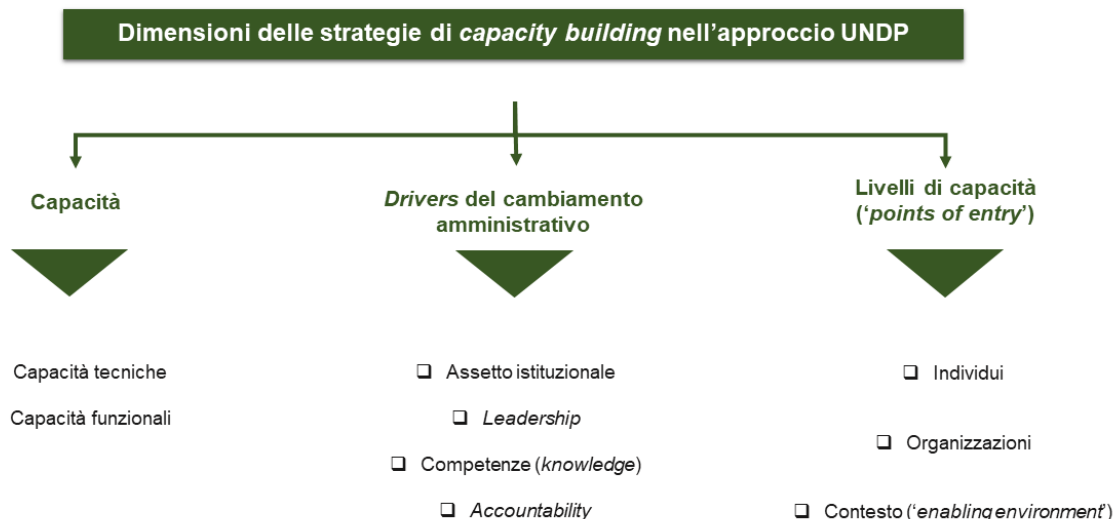 Dimensioni delle strategie di capacity building nell'approccio UNDP
Capacità
Drivers del cambiamento
amministrativo
Livelli di capacità
('points of entry')
Capacità tecniche
Capacità funzionali
❑ Assetto istituzionale
❑ Leadership
❑ Competenze (knowledge)
❑ Accountability
❑ Individui
❑ Organizzazioni
❑ Contesto ('enabling environment')